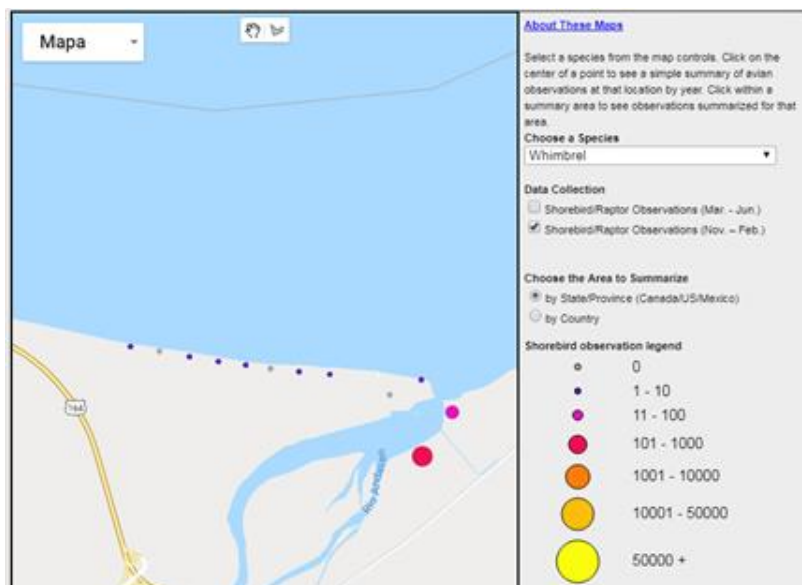 Mapa
164
Rio Andacan
About These Maps
Select a species from the map controls. Click on the
center of a point to see a simple summary of avian
observations at that location by year. Click within a
summary area to see observations summarized for that
area.
Choose a Species
Whimbrel
Data Collection
Shorebird/Raptor Observations (Mar. - Jun.)
Shorebird/Raptor Observations (Nov. – Feb.)
Choose the Area to Summarize
by State/Province (Canada/US/Mexico)
by Country
Shorebird observation legend
0
1 - 10
11 - 100
101 - 1000
1001 - 10000
10001 - 50000
50000 +